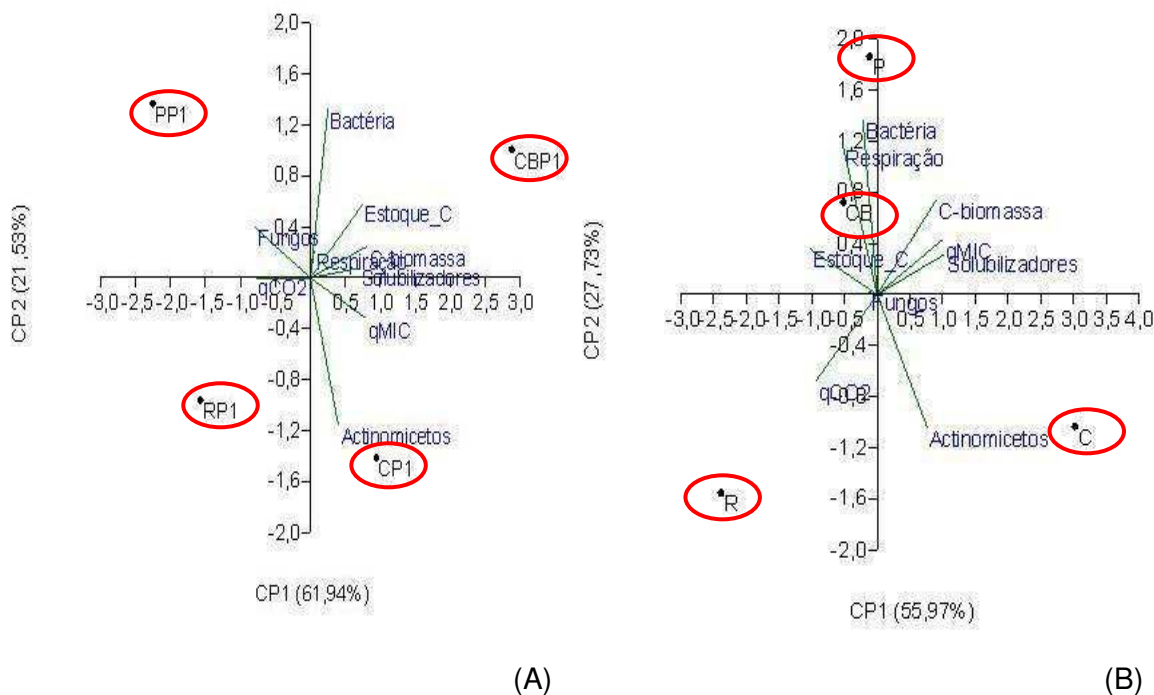 2,0
1,6
1,2
0,8
0,4
-0,4
-0,8
-1,2
-1,6
-2,0
CP2 (21,53%)
-3,0 -2,5 -2,0 -1,5 -1,0 0,5 1,0 1,5 2,0 2,5 3,0
PP1
Bactéria
CBP1
Estoque_C
Fungos
C-biomassa
Respiração
Solubilizadores
qCO2
qMIC
RP1
Actinomicetos
CP1
CP1 (61,94%)
(A)
2,0
P
1,6
Bactéria
1,2
Respiração
0,8
CB
C-biomassa
0,4
qMIC
Estoque_C
Solubilizadores
Fungos
-3,0 -2,5 -2,0 -1,5 -1,0 0,5 1,0 1,5 2,0 2,5 3,0 3,5 4,0
CP2 (27,73%)
-0,4
qCO2
-0,8
Actinomicetos
C
-1,2
R
-1,6
-2,0
CP1 (55,97%)
(B)